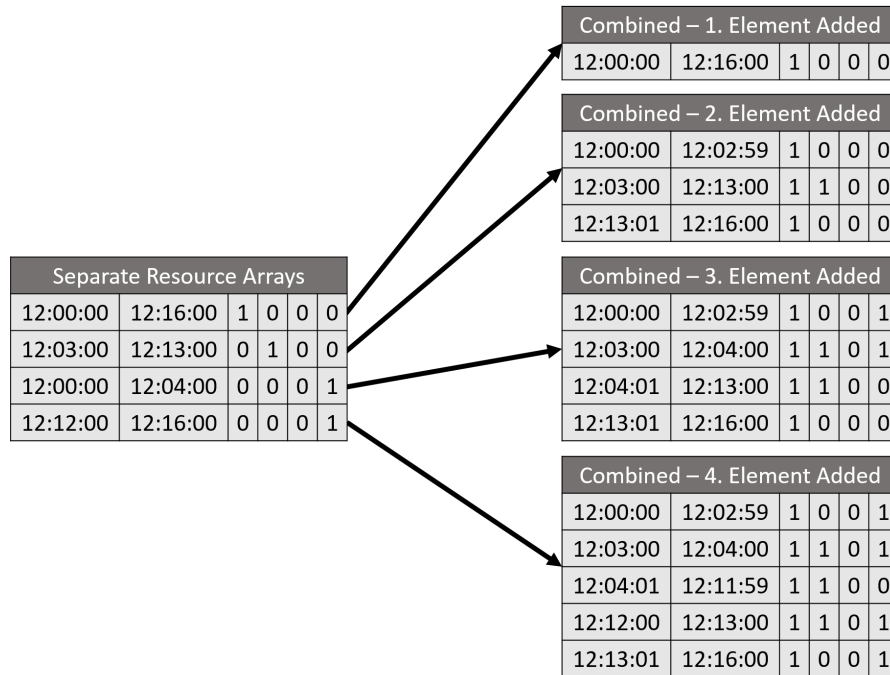 Combined – 1. Element Added
12:00:00 12:16:00 1 0 0 0
Combined – 2. Element Added
12:00:00 12:02:59 1 0 0 0
12:03:00 12:13:00 1 1 0 0
12:13:01 12:16:00 1 0 0 0
Separate Resource Arrays
12:00:00 12:16:00 1 0 0 0
12:03:00 12:13:00 0 1 0 0
12:00:00 12:04:00 0 0 0 1
12:12:00 12:16:00 0 0 0 1
Combined – 3. Element Added
12:00:00 12:02:59 1 0 0 1
12:03:00 12:04:00 1 1 0 1
12:04:01 12:13:00 1 1 0 0
12:13:01 12:16:00 1 0 0 0
Combined – 4. Element Added
12:00:00 12:02:59 1 0 0 1
12:03:00 12:04:00 1 1 0 1
12:04:01 12:11:59 1 1 0 0
12:12:00 12:13:00 1 1 0 1
12:13:01 12:16:00 1 0 0 1